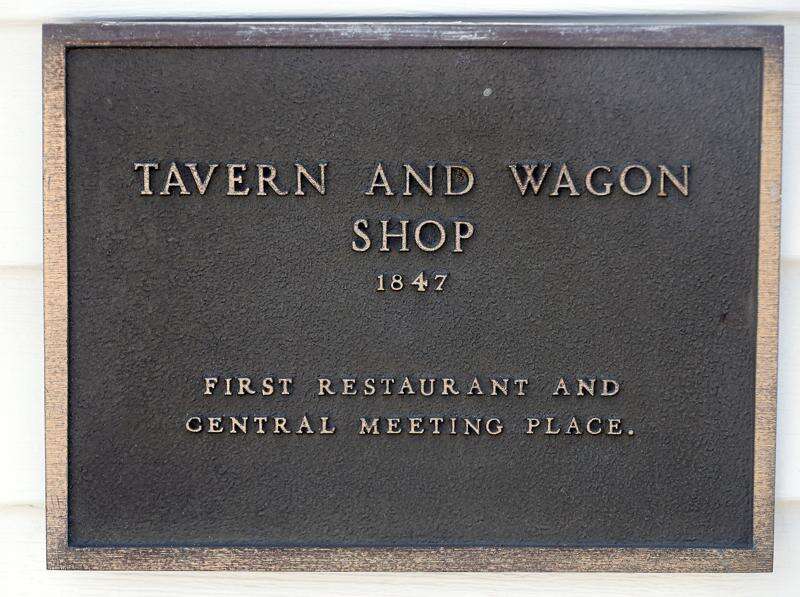 TAVERN AND WAGON
SHOP
1847
FIRST RESTAURANT AND
CENTRAL MEETING PLACE.